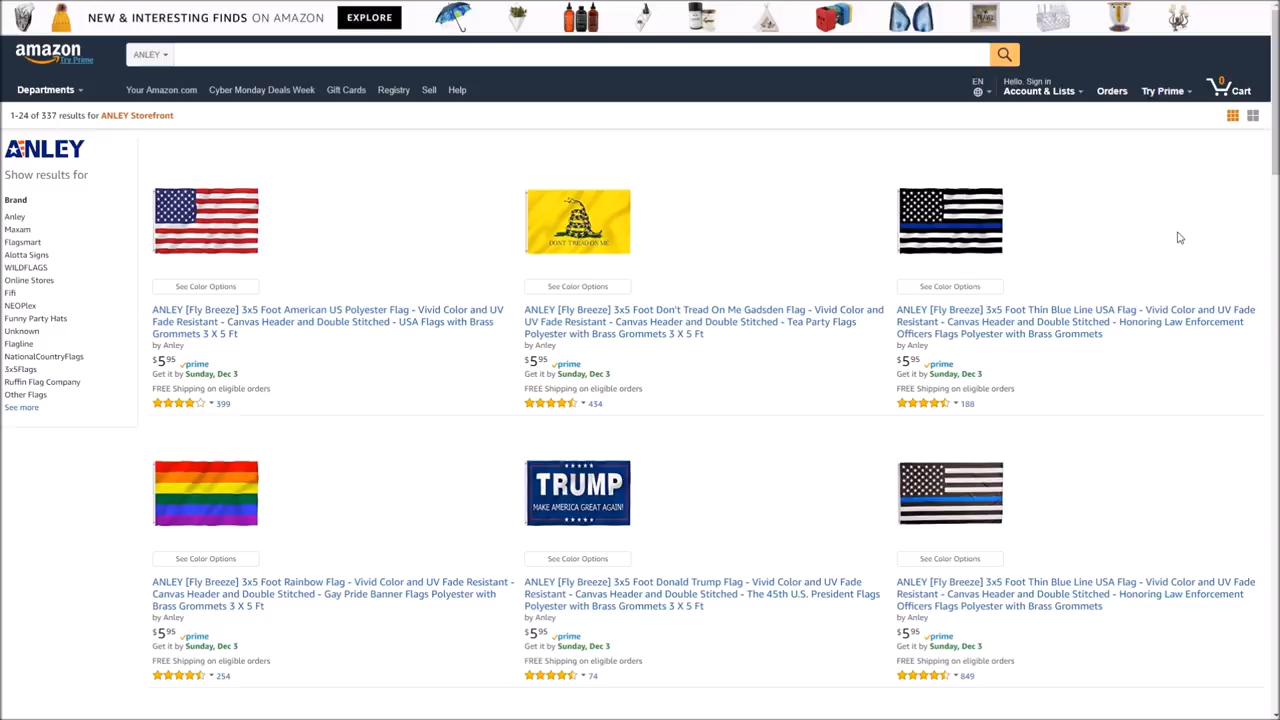 NEW & INTERESTING FINDS ON AMAZON EXPLORE
amazon
Try Prime
ANLEY
Departments
Your Amazon.com Cyber Monday Deals Week Gift Cards Registry Sell Help
EN
Hello. Sign in
Account & Lists
Orders
Try Prime
0
Cart
1-24 of 337 results for ANLEY Storefront
ANLEY
Show results for
Brand
Anley
Maxam
Flagsmart
Alotta Signs
WILDFLAGS
Online Stores
Fifi
NEOPlex
Funny Party Hats
Unknown
Flagline
NationalCountryFlags
3x5Flags
Ruffin Flag Company
Other Flags
See more
See Color Options
ANLEY [Fly Breeze] 3x5 Foot American US Polyester Flag - Vivid Color and UV
Fade Resistant - Canvas Header and Double Stitched - USA Flags with Brass
Grommets 3 X 5 Ft
by Anley
$595 prime
Get it by Sunday, Dec 3
FREE Shipping on eligible orders
399
DONT TREAD ON ME
See Color Options
ANLEY [Fly Breeze] 3x5 Foot Don't Tread On Me Gadsden Flag - Vivid Color and
UV Fade Resistant - Canvas Header and Double Stitched - Tea Party Flags
Polyester with Brass Grommets 3 X 5 Ft
by Anley
$595 prime
Get it by Sunday, Dec 3
FREE Shipping on eligible orders
434
See Color Options
ANLEY [Fly Breeze] 3x5 Foot Thin Blue Line USA Flag - Vivid Color and UV Fade
Resistant - Canvas Header and Double Stitched - Honoring Law Enforcement
Officers Flags Polyester with Brass Grommets
by Anley
$595 prime
Get it by Sunday, Dec 3
FREE Shipping on eligible orders
188
See Color Options
ANLEY [Fly Breeze] 3x5 Foot Rainbow Flag - Vivid Color and UV Fade Resistant -
Canvas Header and Double Stitched - Gay Pride Banner Flags Polyester with
Brass Grommets 3 X 5 Ft
by Anley
$595 prime
Get it by Sunday, Dec 3
FREE Shipping on eligible orders
254
TRUMP
MAKE AMERICA GREAT AGAIN!
See Color Options
ANLEY [Fly Breeze] 3x5 Foot Donald Trump Flag - Vivid Color and UV Fade
Resistant - Canvas Header and Double Stitched - The 45th U.S. President Flags
Polyester with Brass Grommets 3 X 5 Ft
by Anley
$595 prime
Get it by Sunday, Dec 3
FREE Shipping on eligible orders
74
See Color Options
ANLEY [Fly Breeze] 3x5 Foot Thin Blue Line USA Flag - Vivid Color and UV Fade
Resistant - Canvas Header and Double Stitched - Honoring Law Enforcement
Officers Flags Polyester with Brass Grommets
by Anley
$595 prime
Get it by Sunday, Dec 3
FREE Shipping on eligible orders
849